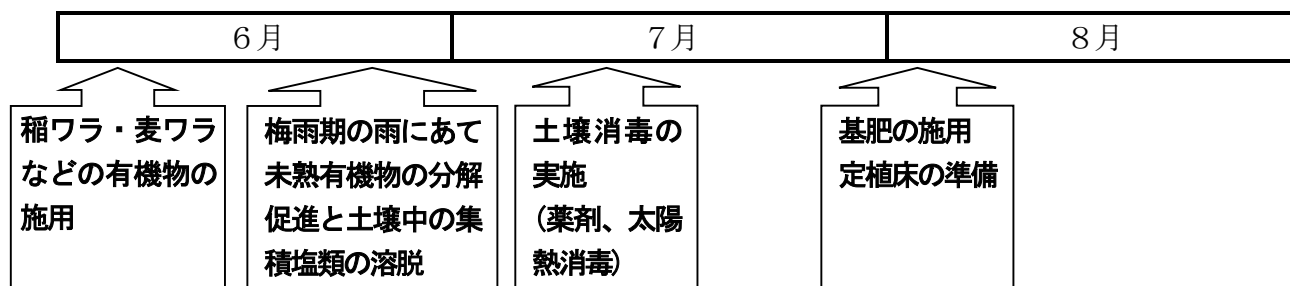 ６月
７月
８月
稲ワラ・麦ワラ
などの有機物の
施用
梅雨期の雨にあて
未熟有機物の分解
促進と土壌中の集
積塩類の溶脱
土壌消毒の
実施
（薬剤、太陽
熱消毒）
基肥の施用
定植床の準備